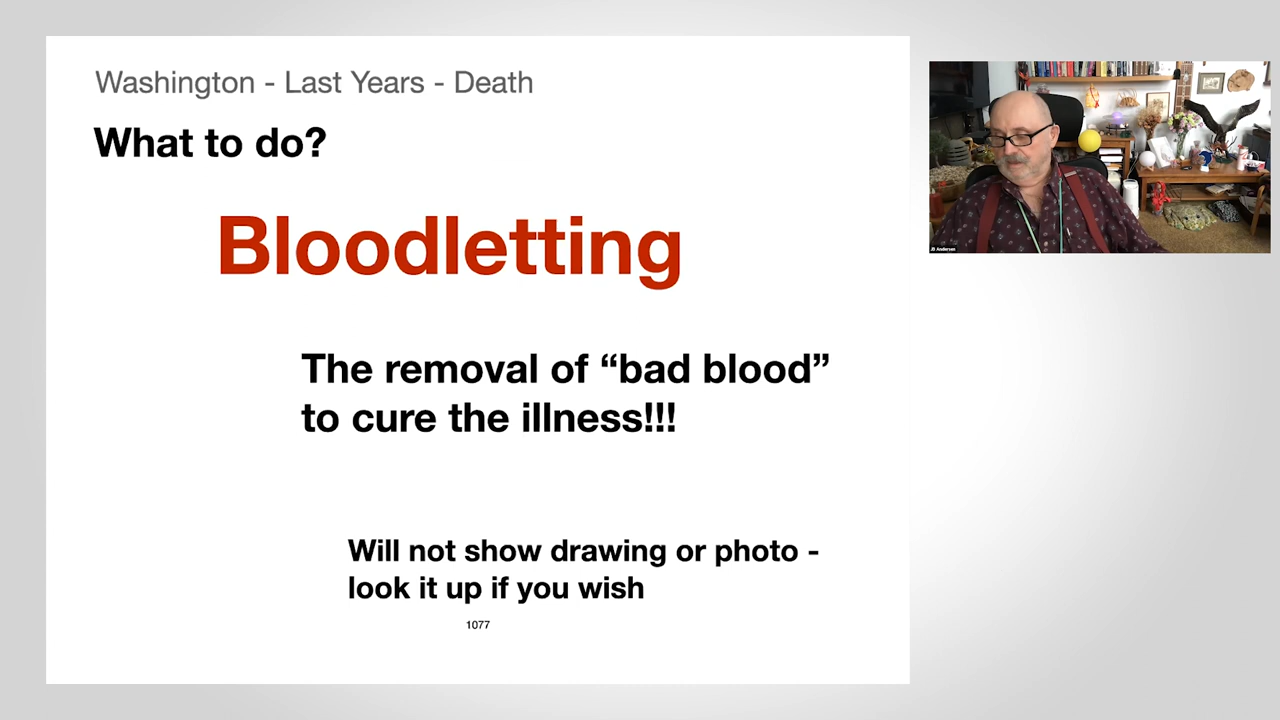 Washington - Last Years - Death
What to do?
Bloodletting
The removal of “bad blood”
to cure the illness!!!
Will not show drawing or photo -
look it up if you wish
1077
JB Andersen